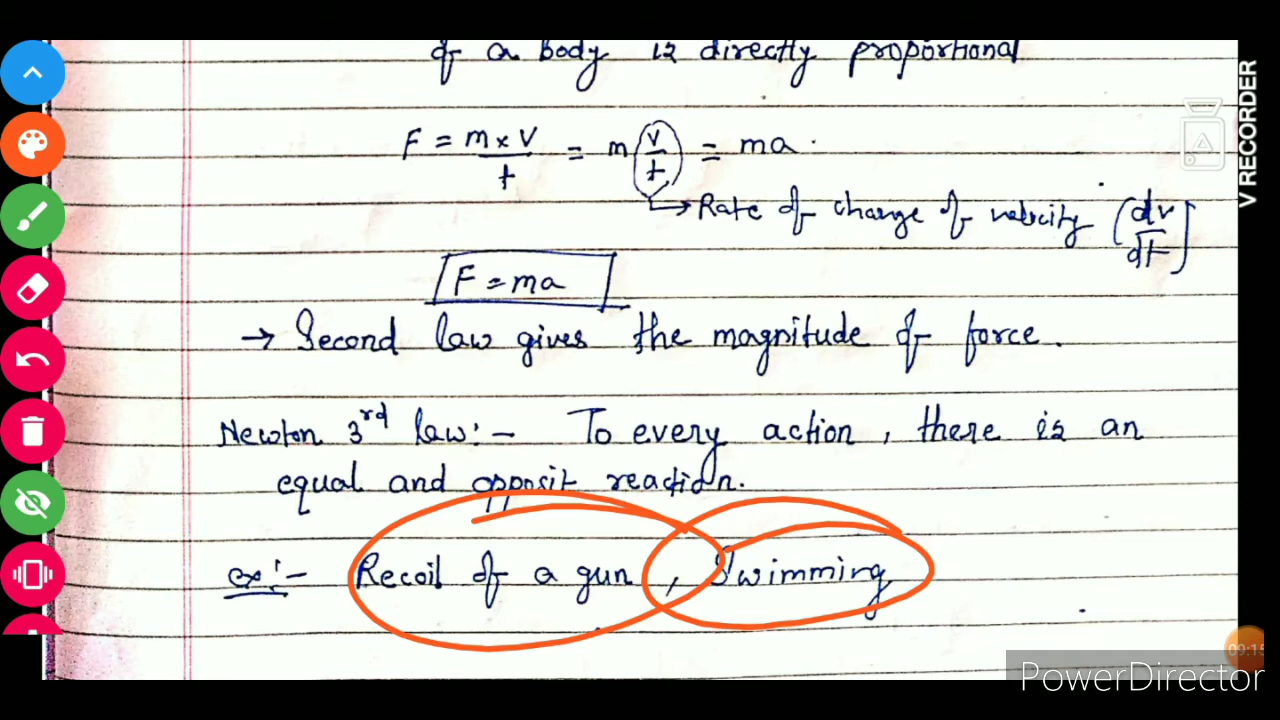 of a body is directly proportional
F = m x v / t = m (v / t) = ma.
→ Rate of change of velocity (dv / dt)
F = ma
→ Second law gives the magnitude of force.
Newton 3rd law:- To every action, there is an
equal and opposit reaction.
ex:- Recoil of a gun, Swimming
V RECORDER
09:15
PowerDirector